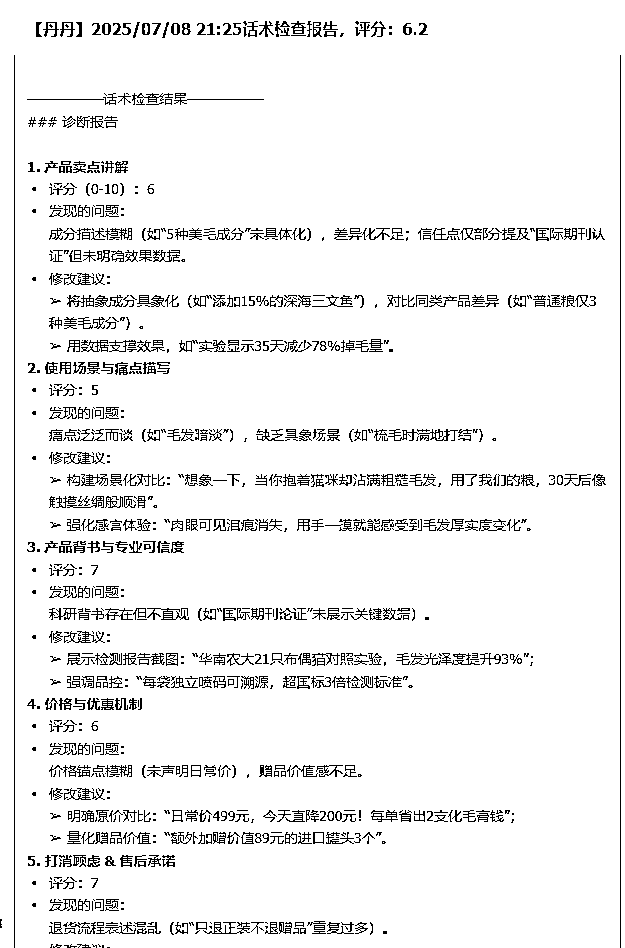 【丹丹】2025/07/08 21:25话术检查报告，评分：6.2
——————话术检查结果——————
### 诊断报告
1. 产品卖点讲解
• 评分（0-10）：6
• 发现的问题：
成分描述模糊（如“5种美毛成分”未具体化），差异化不足；信任点仅部分提及“国际期刊认
证”但未明确效果数据。
• 修改建议：
➢ 将抽象成分具象化（如“添加15%的深海三文鱼”），对比同类产品差异（如“普通粮仅3
种美毛成分”）。
➢ 用数据支撑效果，如“实验显示35天减少78%掉毛量”。
2. 使用场景与痛点描写
• 评分：5
• 发现的问题：
痛点泛泛而谈（如“毛发暗淡”），缺乏具象场景（如“梳毛时满地打结”）。
• 修改建议：
➢ 构建场景化对比：“想象一下，当你抱着猫咪却沾满粗糙毛发，用了我们的粮，30天后像
触摸丝绸般顺滑”。
➢ 强化感官体验：“肉眼可见泪痕消失，用手一摸就能感受到毛发厚实度变化”。
3. 产品背书与专业可信度
• 评分：7
• 发现的问题：
科研背书存在但不直观（如“国际期刊论证”未展示关键数据）。
• 修改建议：
➢ 展示检测报告截图：“华南农大21只布偶猫对照实验，毛发光泽度提升93%”；
➢ 强调品控：“每袋独立喷码可溯源，超国标3倍检测标准”。
4. 价格与优惠机制
• 评分：6
• 发现的问题：
价格锚点模糊（未声明日常价），赠品价值感不足。
• 修改建议：
➢ 明确原价对比：“日常价499元，今天直降200元！每单省出2支化毛膏钱”；
➢ 量化赠品价值：“额外加赠价值89元的进口罐头3个”。
5. 打消顾虑 & 售后承诺
• 评分：7
• 发现的问题：
退货流程表述混乱（如“只退正装不退赠品”重复过多）。